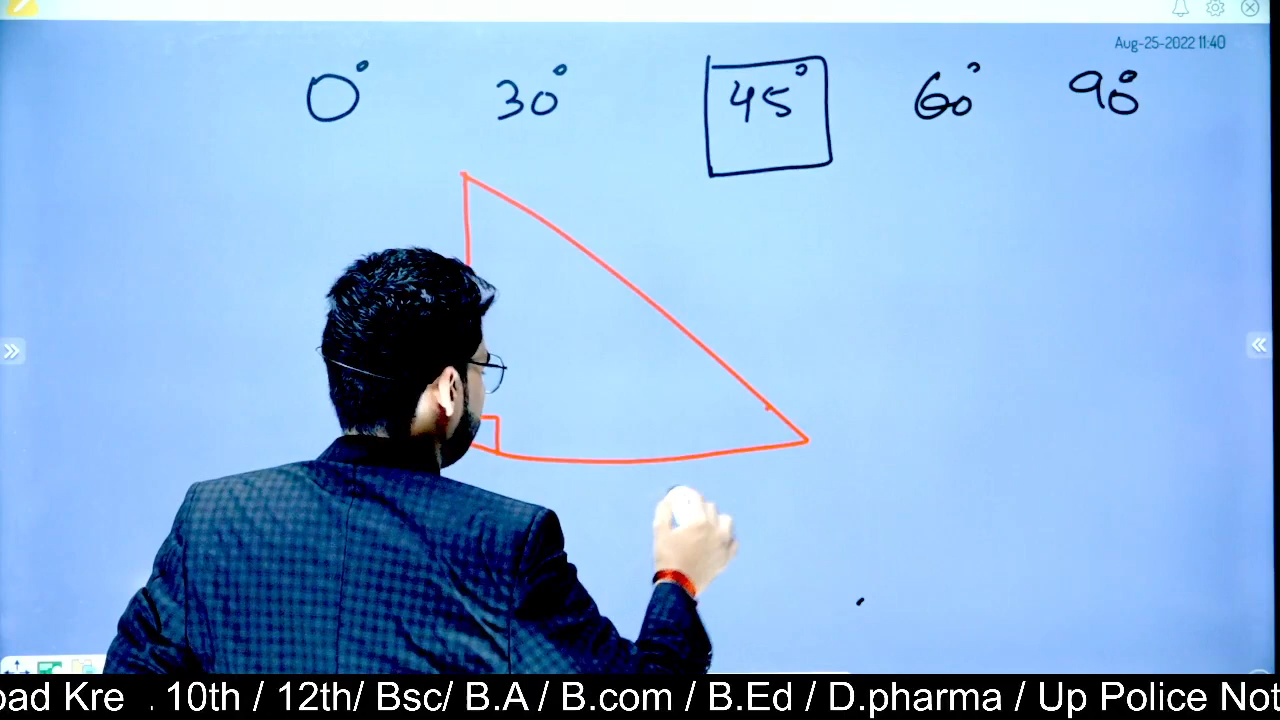 Aug-25-2022 11:40
0° 30° 45° 60° 90°
oad Kre . 10th / 12th/ Bsc/ B.A / B.com / B.Ed / D.pharma / Up Police Not